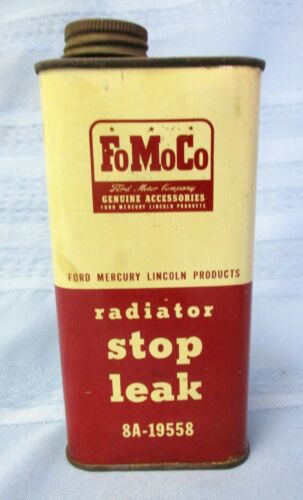 FoMoCo
Ford Motor Company
GENUINE ACCESSORIES
FORD MERCURY LINCOLN PRODUCTS
FORD MERCURY LINCOLN PRODUCTS
radiator
stop
leak
8A-19558